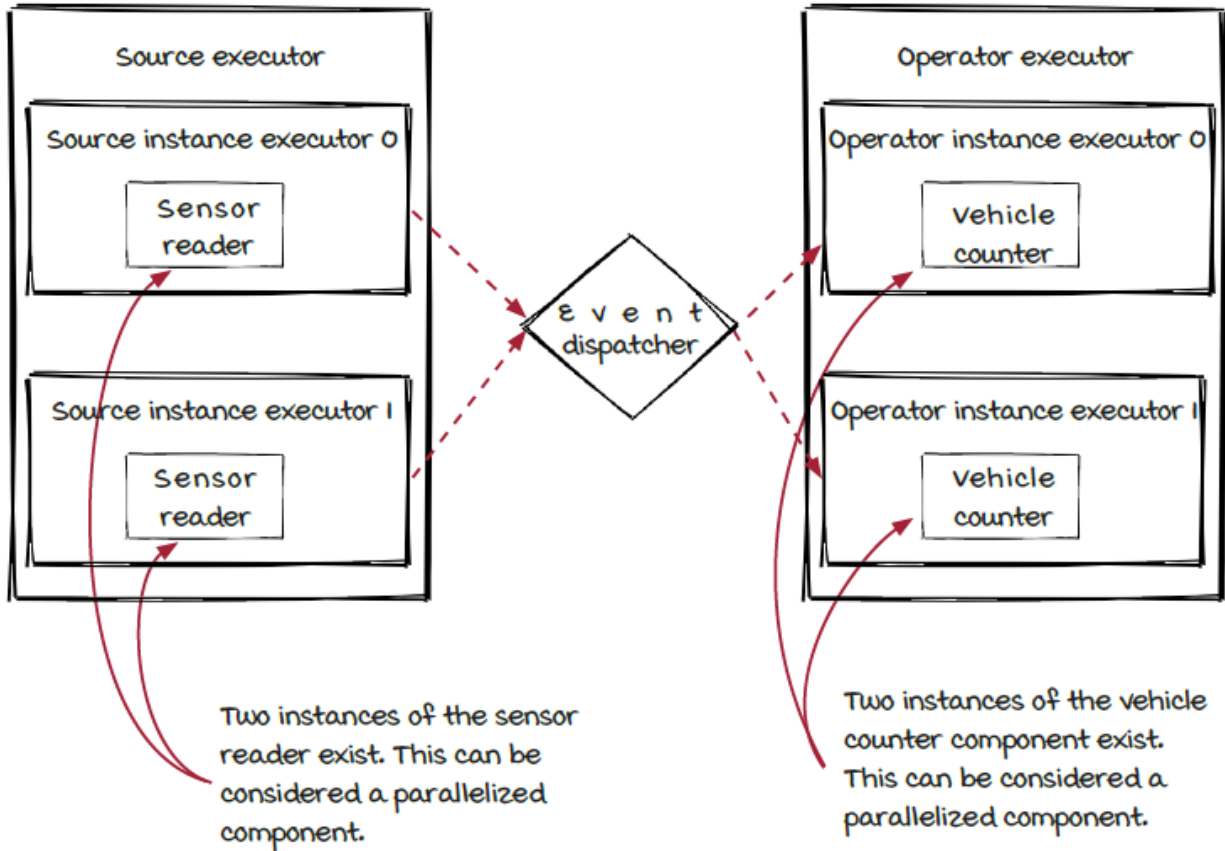 Source executor
Source instance executor 0
Sensor
reader
Source instance executor 1
Sensor
reader
Event
dispatcher
Operator executor
Operator instance executor 0
Vehicle
counter
Operator instance executor 1
Vehicle
counter
Two instances of the sensor
reader exist. This can be
considered a parallelized
component.
Two instances of the vehicle
counter component exist.
This can be considered a
parallelized component.